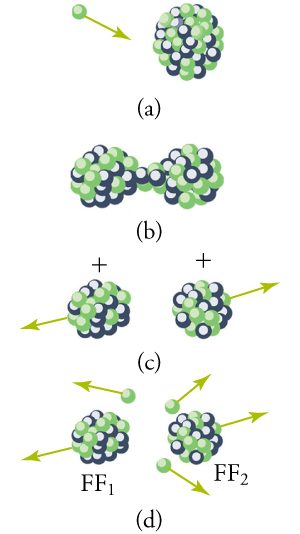 (a)
(b)
+ +
(c)
FF₁ FF₂
(d)